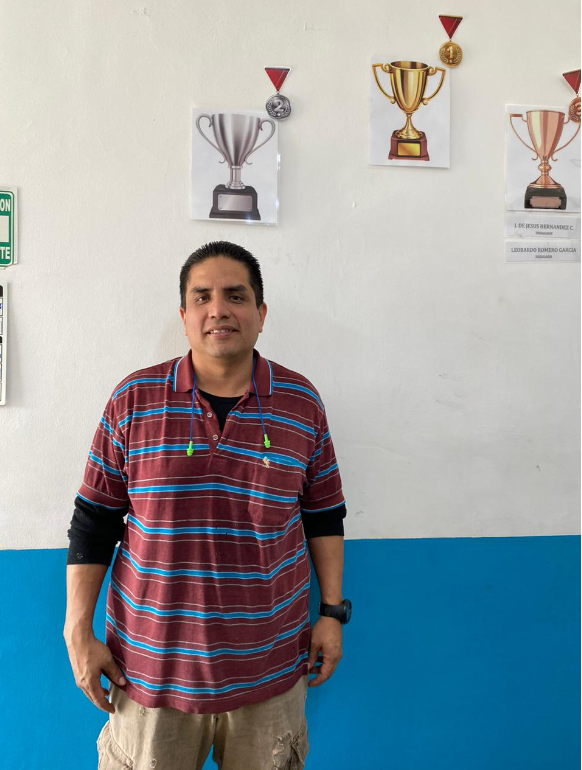 ON
TE
2
1
J. DE JESUS HERNANDEZ C.
LEOBARDO ROMERO GARCIA